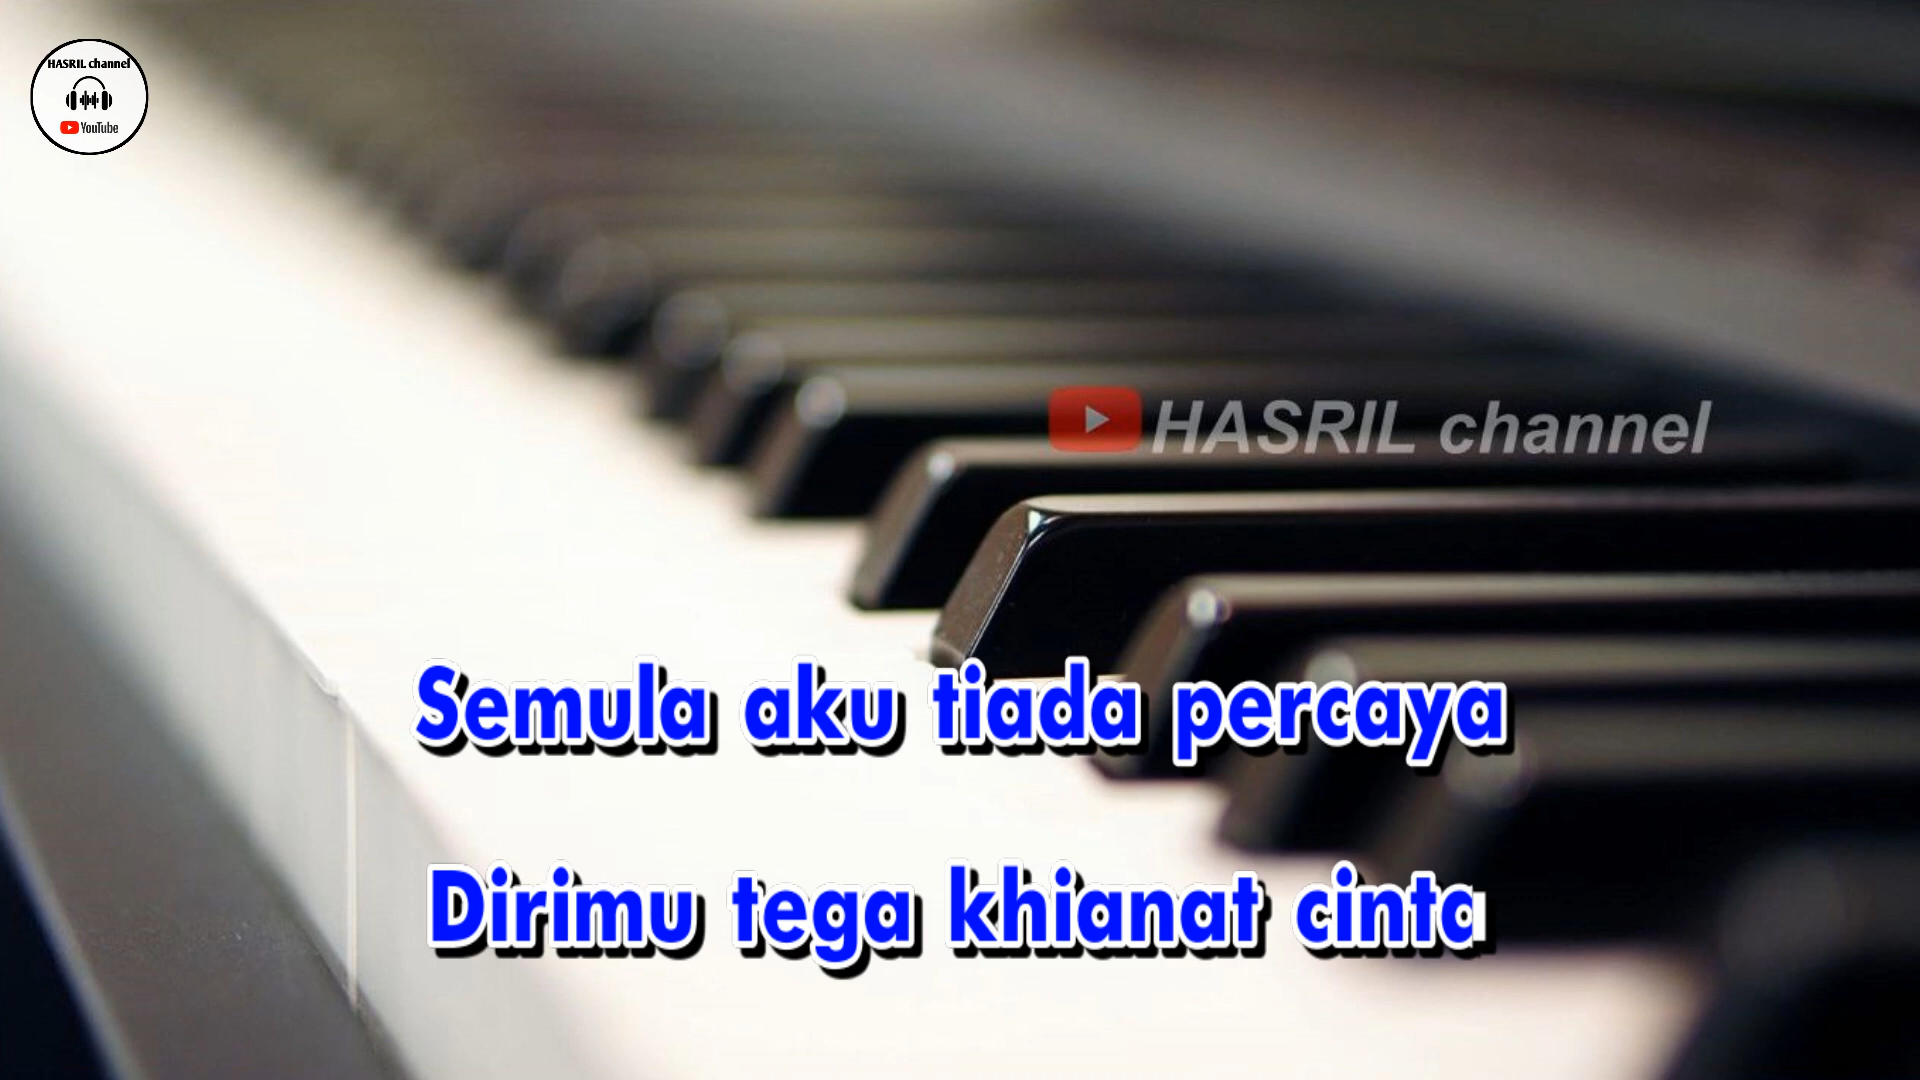 HASRIL channel
YouTube
HASRIL channel
Semula aku tiada percaya
Dirimu tega khianat cinta